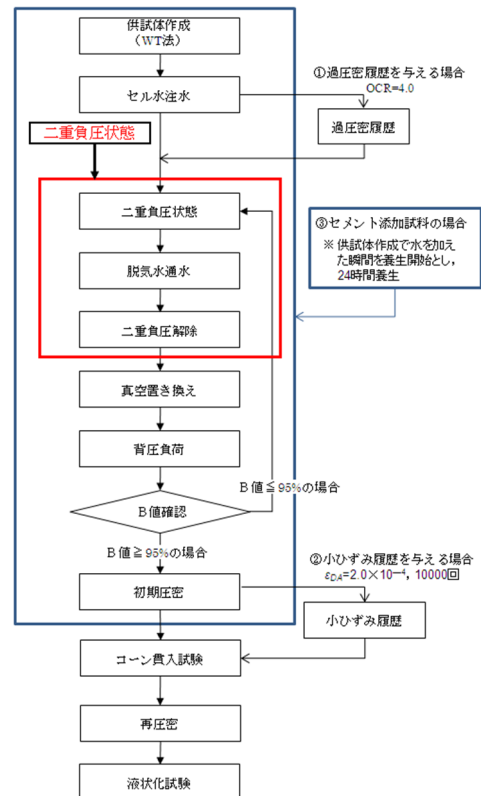 供試体作成
（WT法）
セル水注水
①過圧密履歴を与える場合
OCR=4.0
過圧密履歴
二重負圧状態
二重負圧状態
脱気水通水
二重負圧解除
③セメント添加試料の場合
※ 供試体作成で水を加え
た瞬間を養生開始とし，
24時間養生
真空置き換え
背圧負荷
B値≦95%の場合
B値確認
B値≧95%の場合
②小ひずみ履歴を与える場合
εDA=2.0×10⁻⁴, 10000回
初期圧密
小ひずみ履歴
コーン貫入試験
再圧密
液状化試験